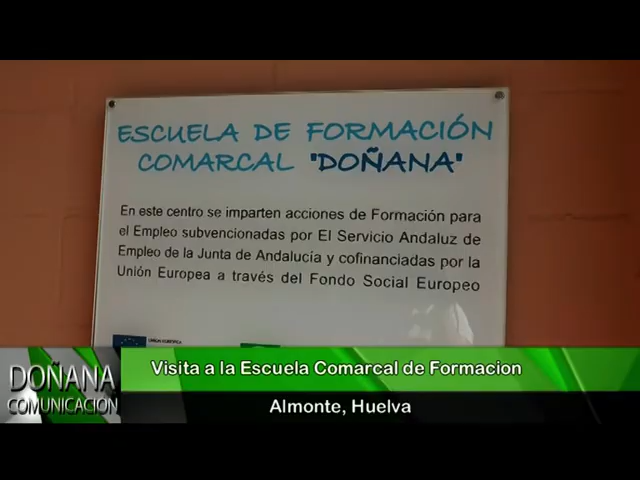 ESCUELA DE FORMACIÓN
COMARCAL "DOÑANA"
En este centro se imparten acciones de Formación para
el Empleo subvencionadas por El Servicio Andaluz de
Empleo de la Junta de Andalucía y cofinanciadas por la
Unión Europea a través del Fondo Social Europeo
UNION EUROPEA
DOÑANA
COMUNICACION
Visita a la Escuela Comarcal de Formacion
Almonte, Huelva